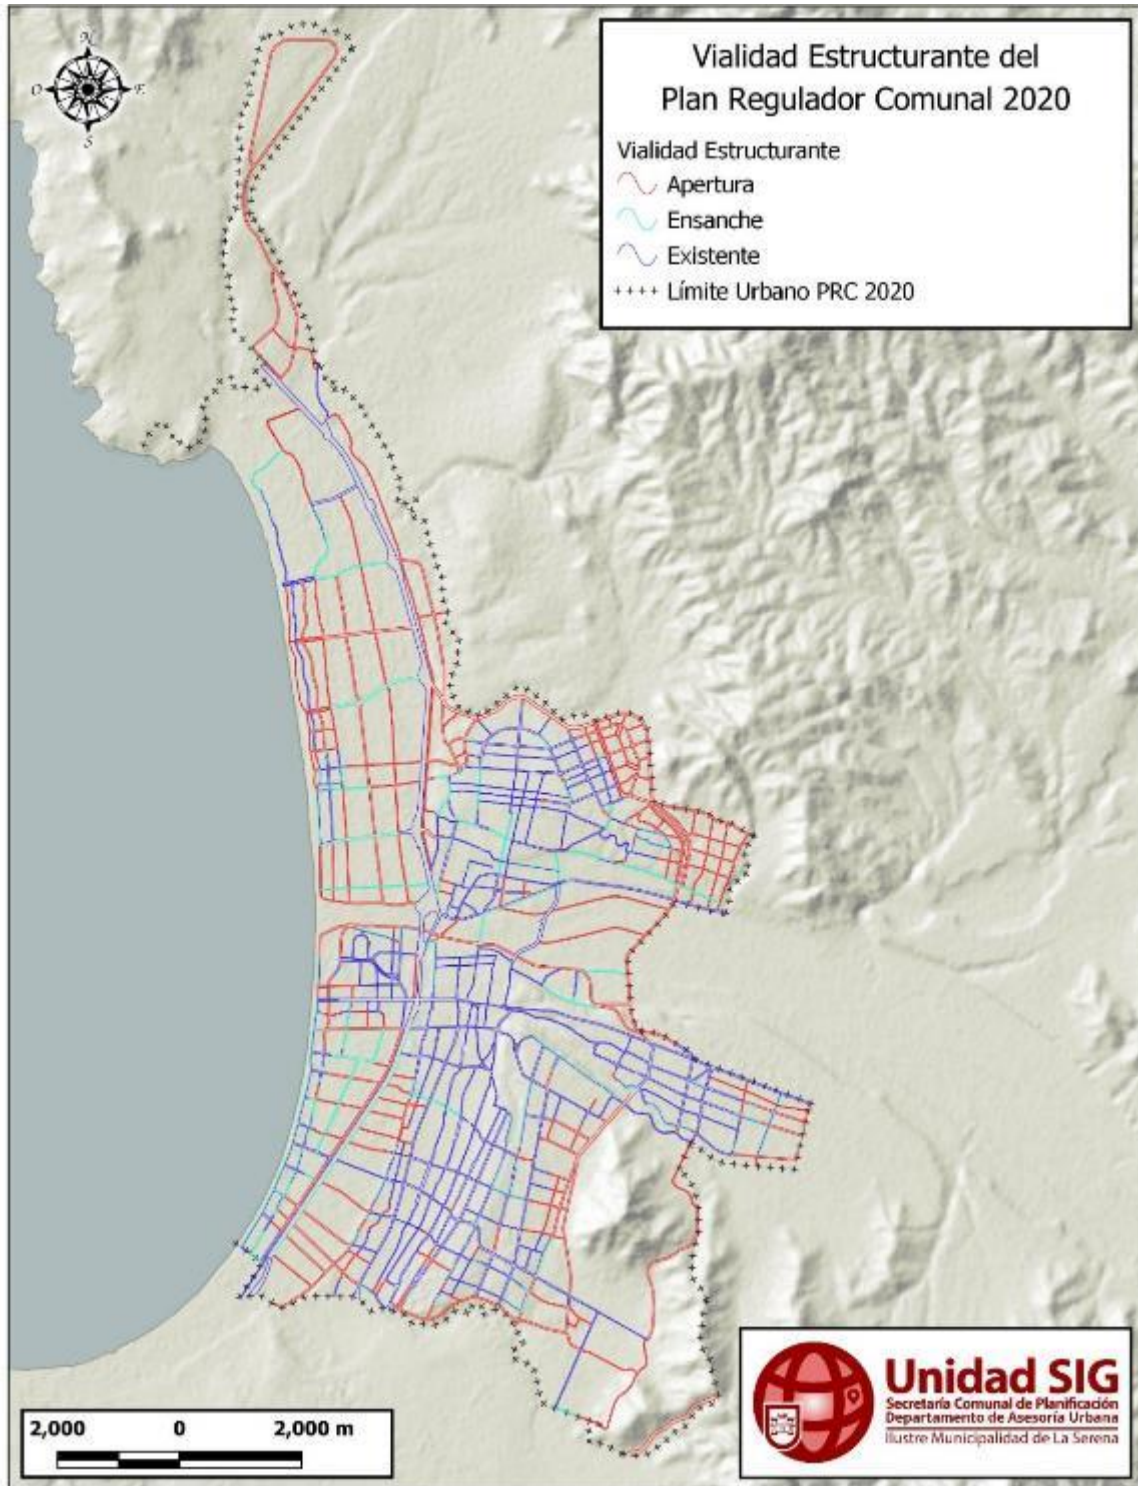 N
O
E
S
Vialidad Estructurante del
Plan Regulador Comunal 2020
Vialidad Estructurante
Apertura
Ensanche
Existente
Límite Urbano PRC 2020
2,000 0 2,000 m
Unidad SIG
Secretaría Comunal de Planificación
Departamento de Asesoría Urbana
Ilustre Municipalidad de La Serena